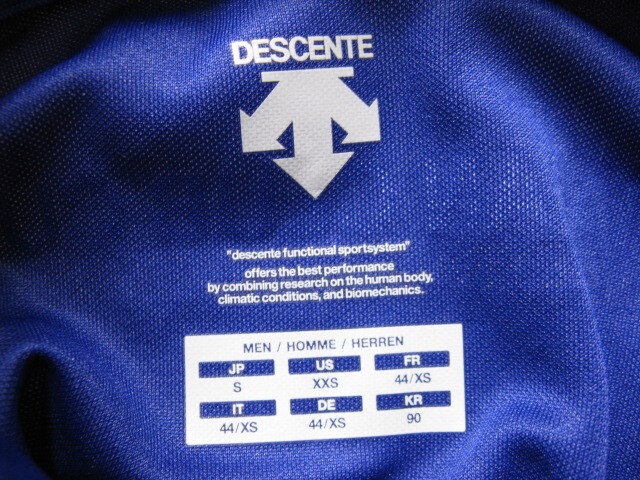 DESCENTE
"descente functional sportsystem"
offers the best performance
by combining research on the human body,
climatic conditions, and biomechanics.
MEN / HOMME / HERREN
JP US FR
S XXS 44/XS
IT DE KR
44/XS 44/XS 90